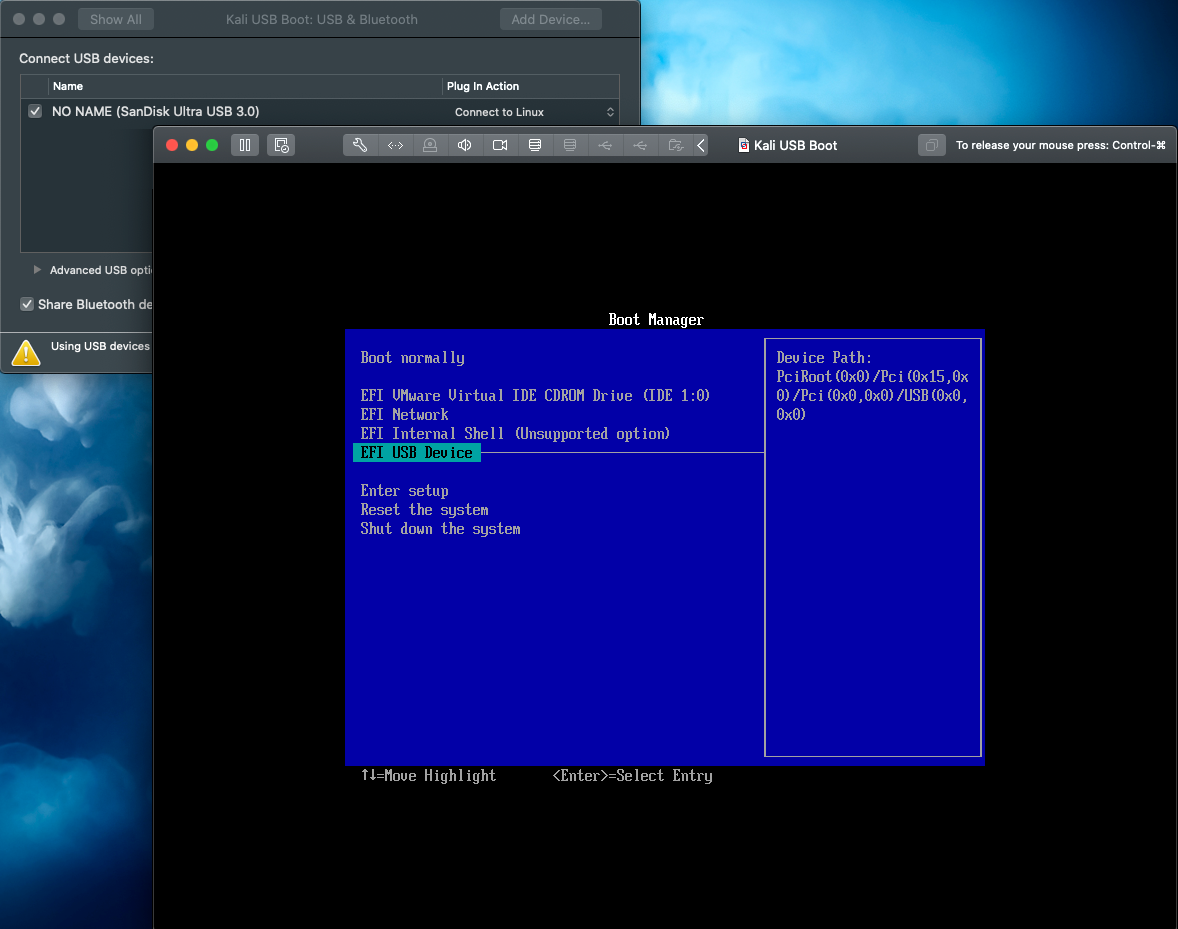 Show All
Kali USB Boot: USB & Bluetooth
Add Device...
Connect USB devices:
Name
Plug In Action
NO NAME (SanDisk Ultra USB 3.0)
Connect to Linux
Kali USB Boot
To release your mouse press: Control-⌘
Advanced USB opti
Share Bluetooth de
Using USB devices
Boot Manager
Boot normally
EFI VMware Virtual IDE CDROM Drive (IDE 1:0)
EFI Network
EFI Internal Shell (Unsupported option)
EFI USB Device
Enter setup
Reset the system
Shut down the system
Device Path:
PciRoot(0x0)/Pci(0x15,0x
0)/Pci(0x0,0x0)/USB(0x0,
0x0)
↑↓=Move Highlight
<Enter>=Select Entry